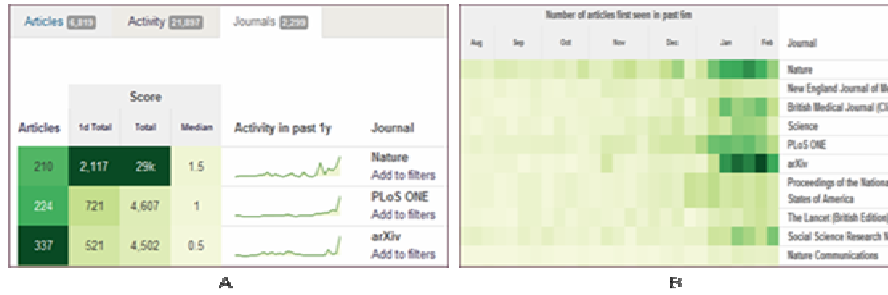 Articles 6,819 Activity 21,897 Journals 2,299
Score
Articles 1d Total Total Median Activity in past 1y Journal
210 2,117 29k 1.5 Nature
Add to filters
224 721 4,607 1 PLoS ONE
Add to filters
337 521 4,502 0.5 arXiv
Add to filters
A
Number of articles first seen in past 6m
Aug Sep Oct Nov Dec Jan Feb Journal
Nature
New England Journal of Me
British Medical Journal (Cli
Science
PLoS ONE
arXiv
Proceedings of the National
States of America
The Lancet (British Edition)
Social Science Research N
Nature Communications
B